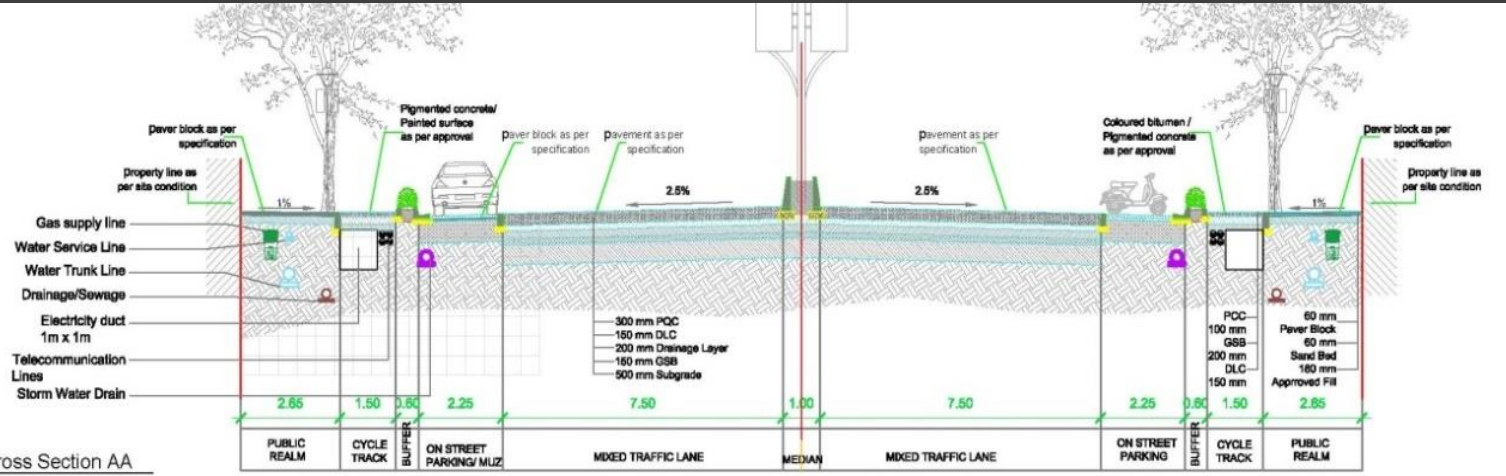 Pigmented concrete/
Painted surface
as per approval
paver block as per
specification
paver block as per
specification
pavement as per
specification
pavement as per
specification
Coloured bitumen /
Pigmented concrete
as per approval
paver block as per
specification
Property line as
per site condition
Property line as
per site condition
1%
2.5%
2.5%
1%
Gas supply line
Water Service Line
Water Trunk Line
Drainage/Sewage
Electricity duct
1m x 1m
Telecommunication
Lines
Storm Water Drain
300 mm PQC
150 mm DLC
200 mm Drainage Layer
150 mm GSB
500 mm Subgrade
PCC
100 mm
GSB
200 mm
DLC
150 mm
60 mm
Paver Block
60 mm
Sand Bed
180 mm
Approved Fill
2.65 1.50 0.60 2.25 7.50 1.00 7.50 2.25 0.60 1.50 2.65
PUBLIC
REALM
CYCLE
TRACK
BUFFER
ON STREET
PARKING/ MUZ
MIXED TRAFFIC LANE
MEDIAN
MIXED TRAFFIC LANE
ON STREET
PARKING
BUFFER
CYCLE
TRACK
PUBLIC
REALM
ross Section AA